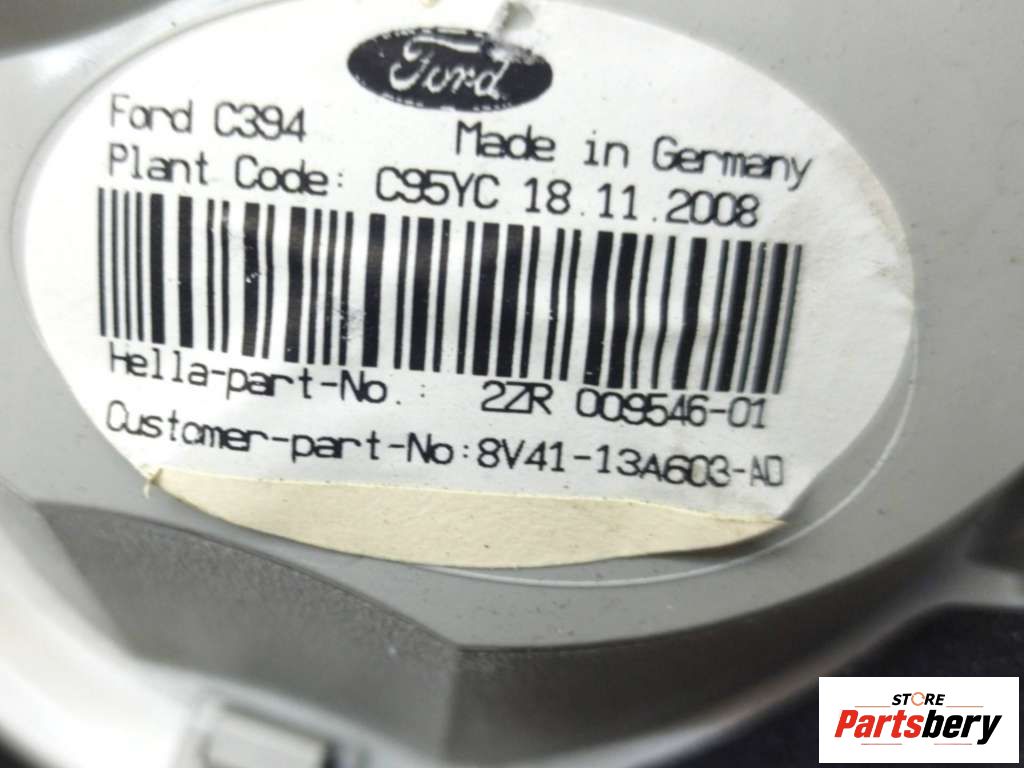 Ford
Ford C394
Made in Germany
Plant Code: C95YC 18.11.2008
Hella-part-No.: 2ZR 009546-01
Customer-part-No:8V41-13A603-AD
STORE
Partsbery